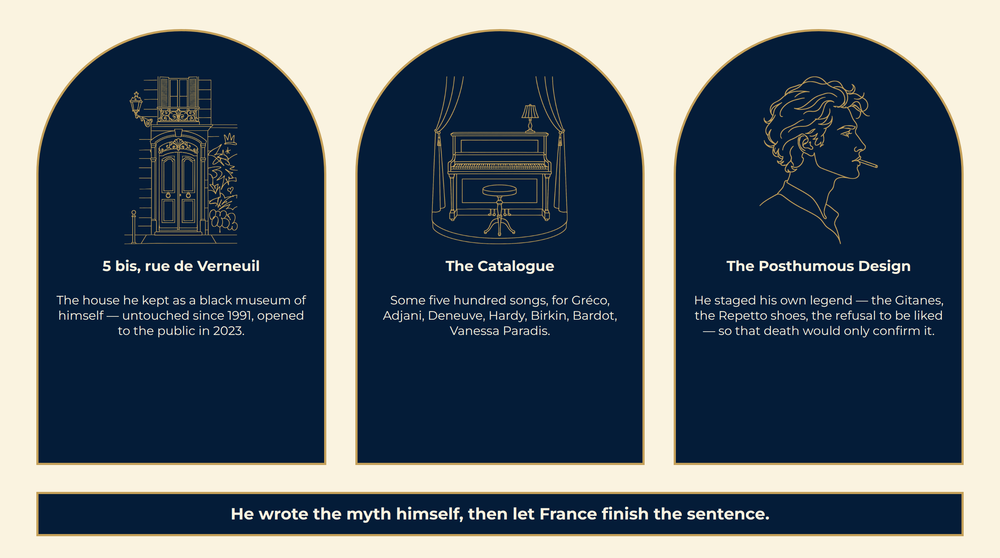 5 bis, rue de Verneuil
The house he kept as a black museum of
himself — untouched since 1991, opened
to the public in 2023.
The Catalogue
Some five hundred songs, for Gréco,
Adjani, Deneuve, Hardy, Birkin, Bardot,
Vanessa Paradis.
The Posthumous Design
He staged his own legend — the Gitanes,
the Repetto shoes, the refusal to be liked
— so that death would only confirm it.
He wrote the myth himself, then let France finish the sentence.